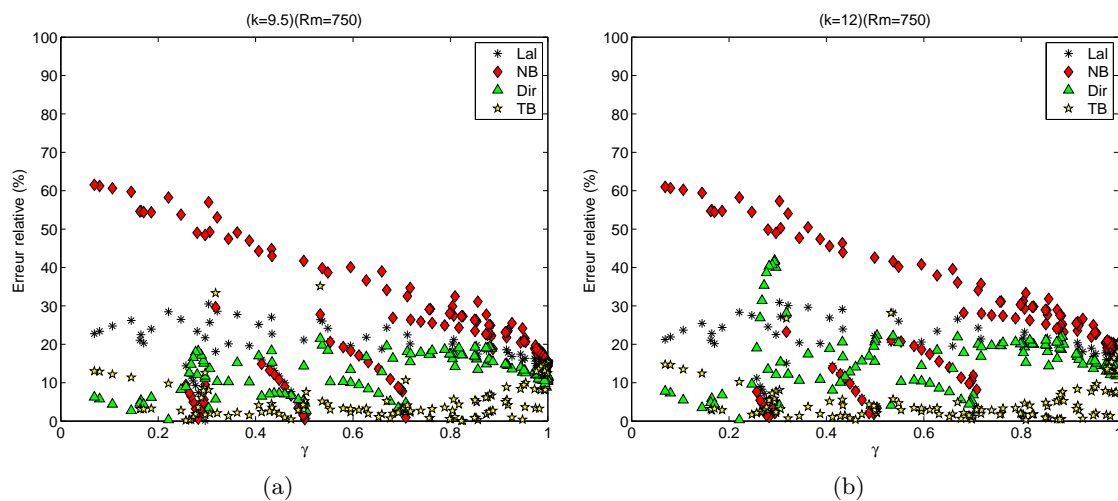 (k=9.5)(Rm=750)
100
90
80
70
60
50
40
30
20
10
0
Erreur relative (%)
Lal
NB
Dir
TB
0 0.2 0.4 0.6 0.8 1
γ
(a)
(k=12)(Rm=750)
100
90
80
70
60
50
40
30
20
10
0
Erreur relative (%)
Lal
NB
Dir
TB
0 0.2 0.4 0.6 0.8 1
γ
(b)